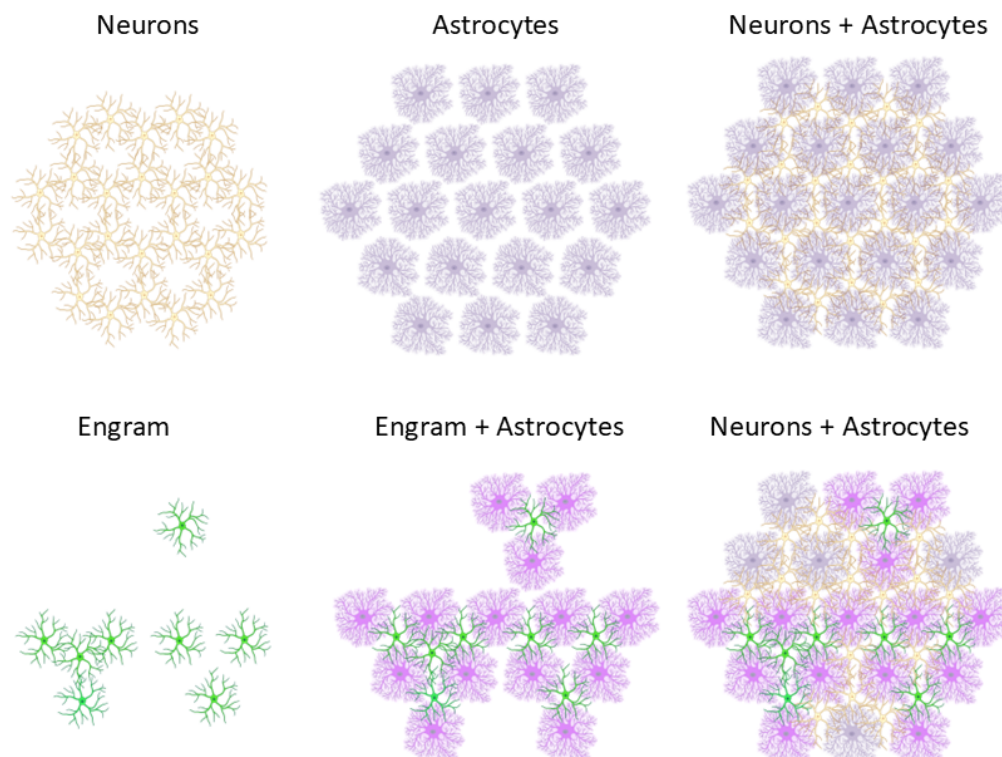 Neurons
Astrocytes
Neurons + Astrocytes
Engram
Engram + Astrocytes
Neurons + Astrocytes